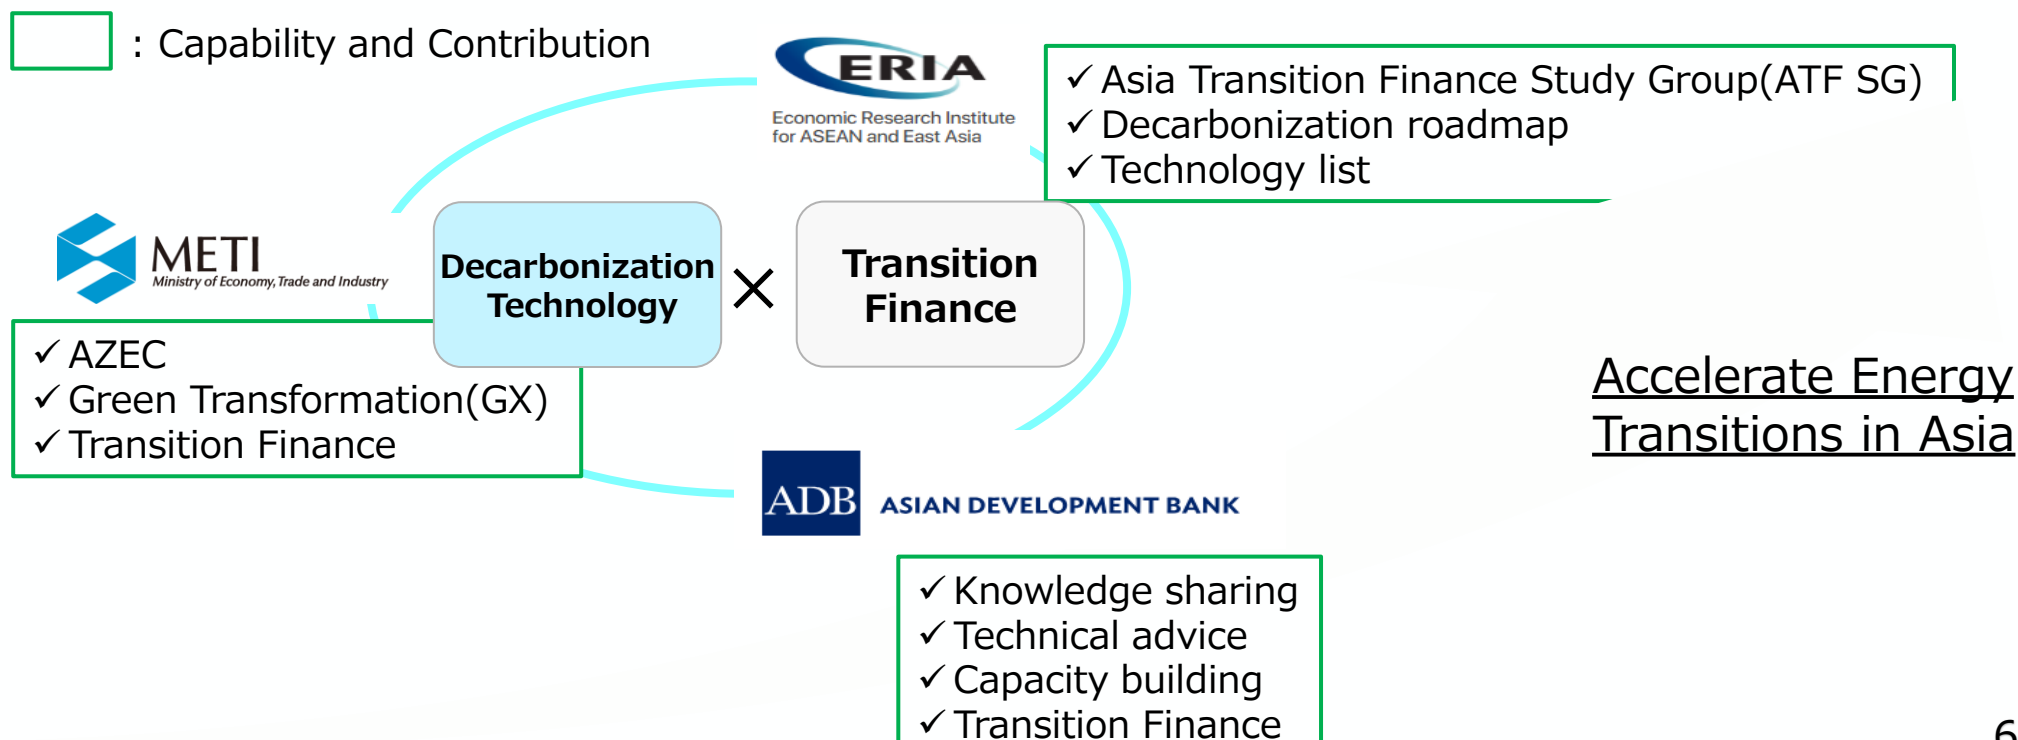 : Capability and Contribution
ERIA
Economic Research Institute
for ASEAN and East Asia
✓ Asia Transition Finance Study Group(ATF SG)
✓ Decarbonization roadmap
✓ Technology list
METI
Ministry of Economy, Trade and Industry
Decarbonization
Technology
×
Transition
Finance
✓ AZEC
✓ Green Transformation(GX)
✓ Transition Finance
Accelerate Energy
Transitions in Asia
ADB ASIAN DEVELOPMENT BANK
✓ Knowledge sharing
✓ Technical advice
✓ Capacity building
✓ Transition Finance
6